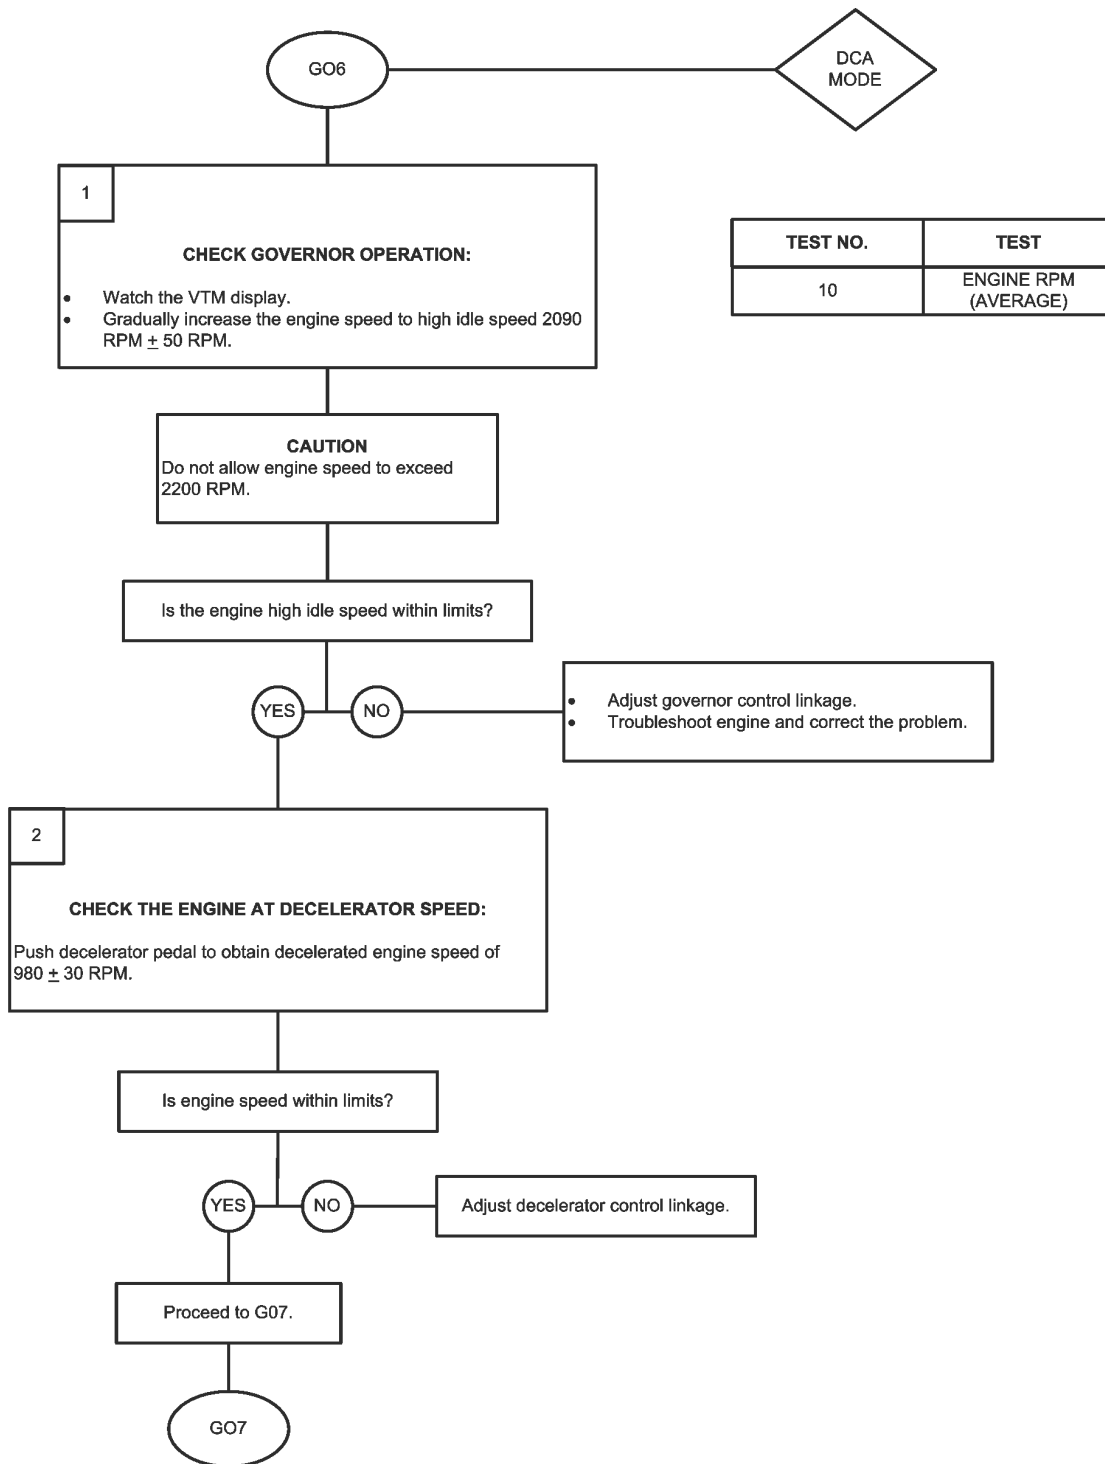 GO6
DCA
MODE
1
CHECK GOVERNOR OPERATION:
• Watch the VTM display.
• Gradually increase the engine speed to high idle speed 2090
RPM ± 50 RPM.
TEST NO. TEST
10 ENGINE RPM
(AVERAGE)
CAUTION
Do not allow engine speed to exceed
2200 RPM.
Is the engine high idle speed within limits?
YES NO
• Adjust governor control linkage.
• Troubleshoot engine and correct the problem.
2
CHECK THE ENGINE AT DECELERATOR SPEED:
Push decelerator pedal to obtain decelerated engine speed of
980 ± 30 RPM.
Is engine speed within limits?
YES NO
Adjust decelerator control linkage.
Proceed to G07.
GO7